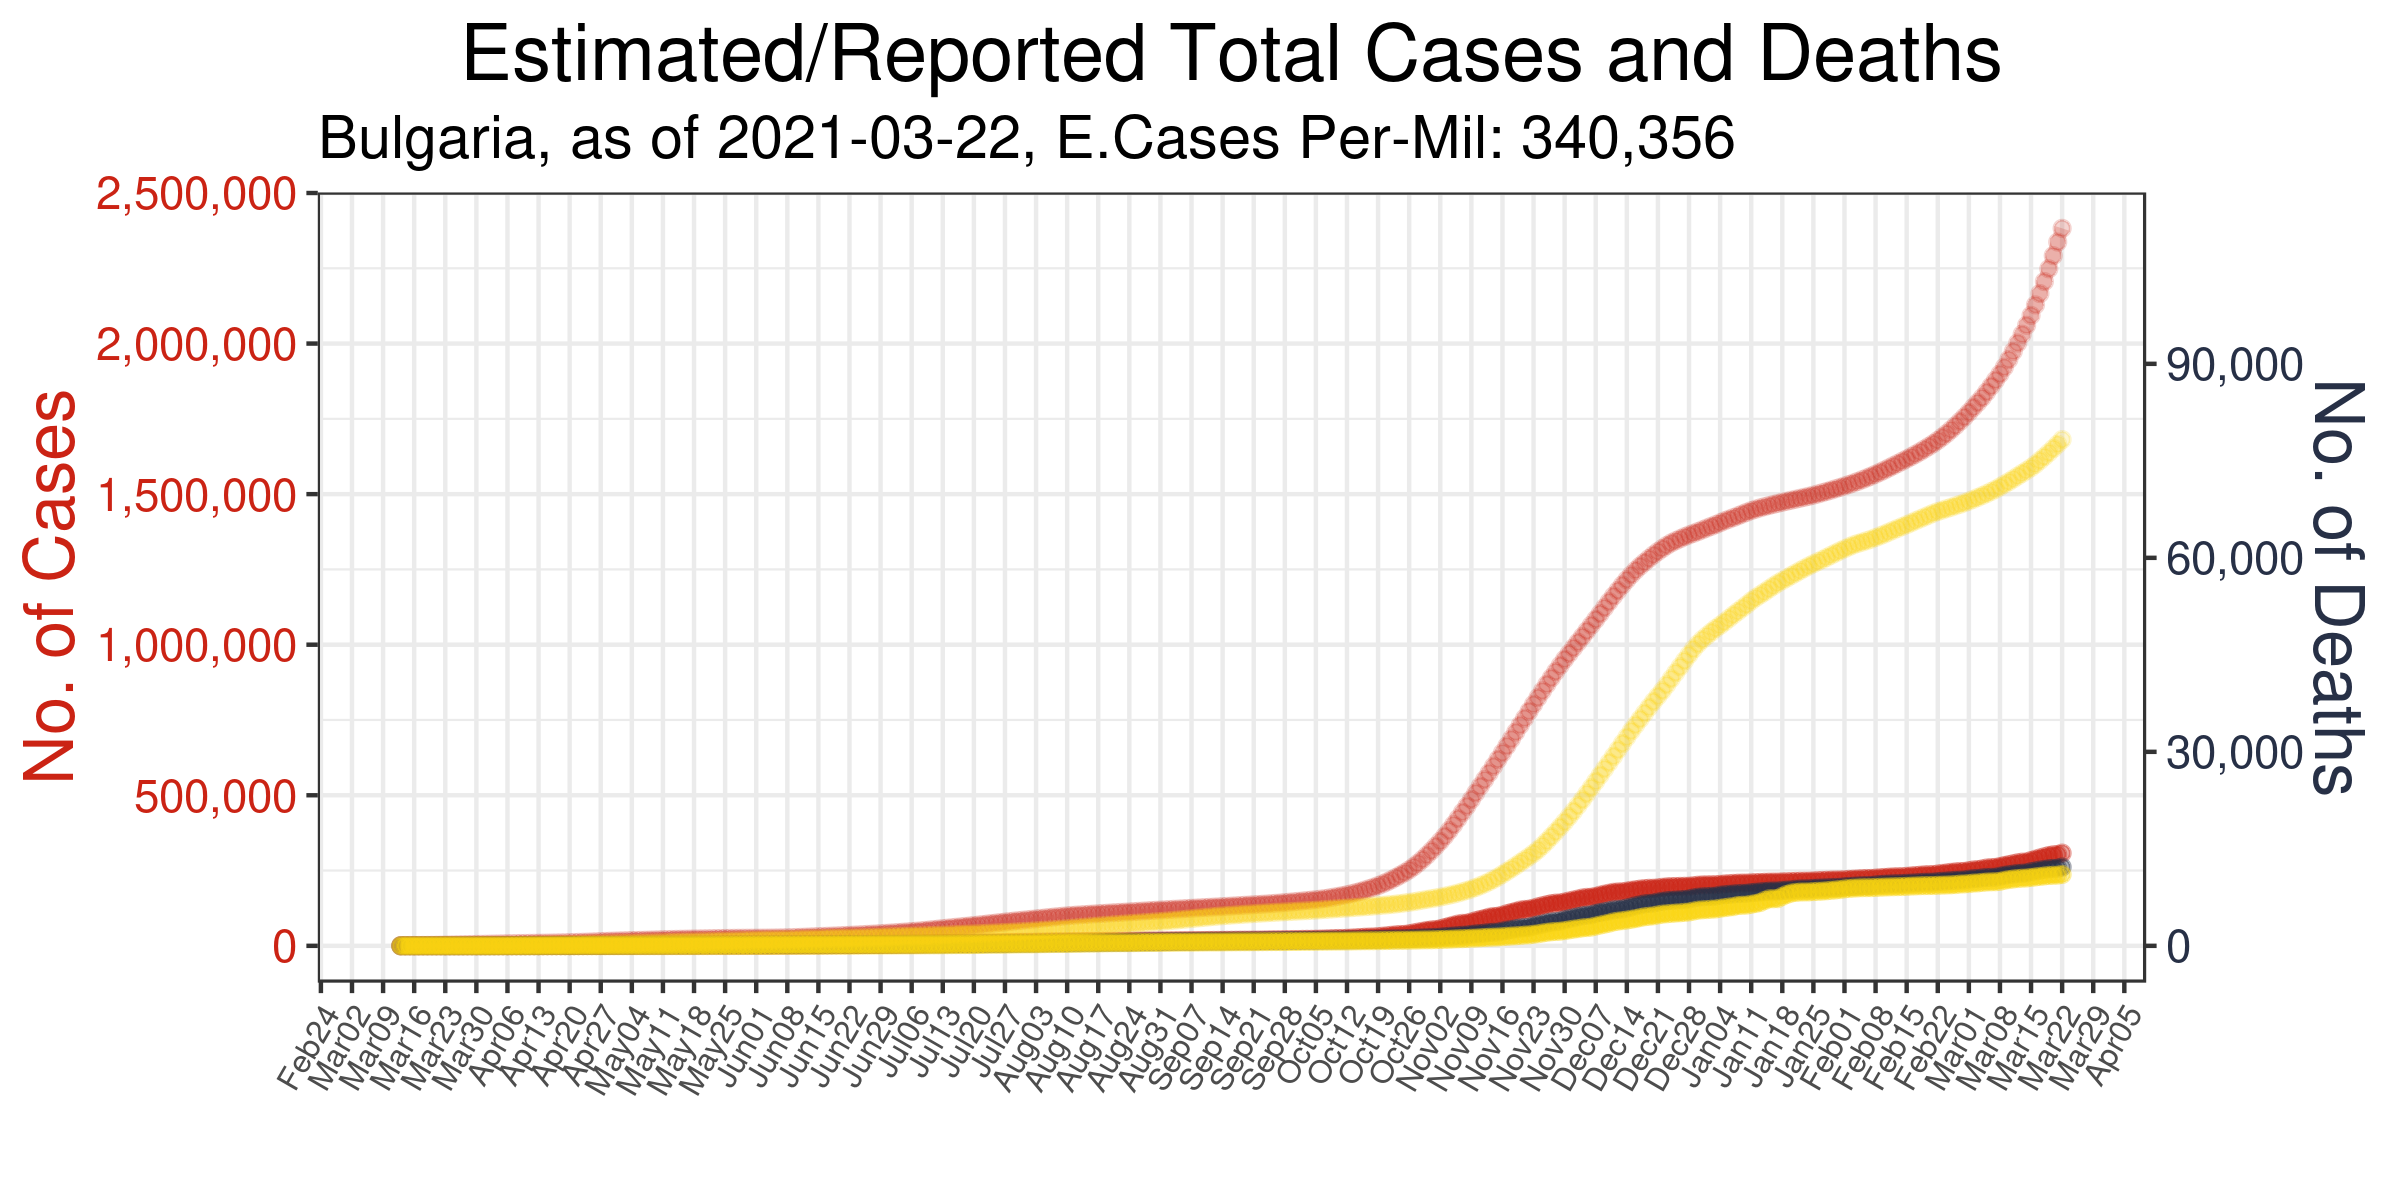 Estimated/Reported Total Cases and Deaths
Bulgaria, as of 2021-03-22, E.Cases Per-Mil: 340,356
No. of Cases
2,500,000
2,000,000
1,500,000
1,000,000
500,000
0
90,000
60,000
30,000
0
No. of Deaths
Feb24
Mar02
Mar09
Mar16
Mar23
Mar30
Apr06
Apr13
Apr20
Apr27
May04
May11
May18
May25
Jun01
Jun08
Jun15
Jun22
Jun29
Jul06
Jul13
Jul20
Jul27
Aug03
Aug10
Aug17
Aug24
Aug31
Sep07
Sep14
Sep21
Sep28
Oct05
Oct12
Oct19
Oct26
Nov02
Nov09
Nov16
Nov23
Nov30
Dec07
Dec14
Dec21
Dec28
Jan04
Jan11
Jan18
Jan25
Feb01
Feb08
Feb15
Feb22
Mar01
Mar08
Mar15
Mar22
Mar29
Apr05